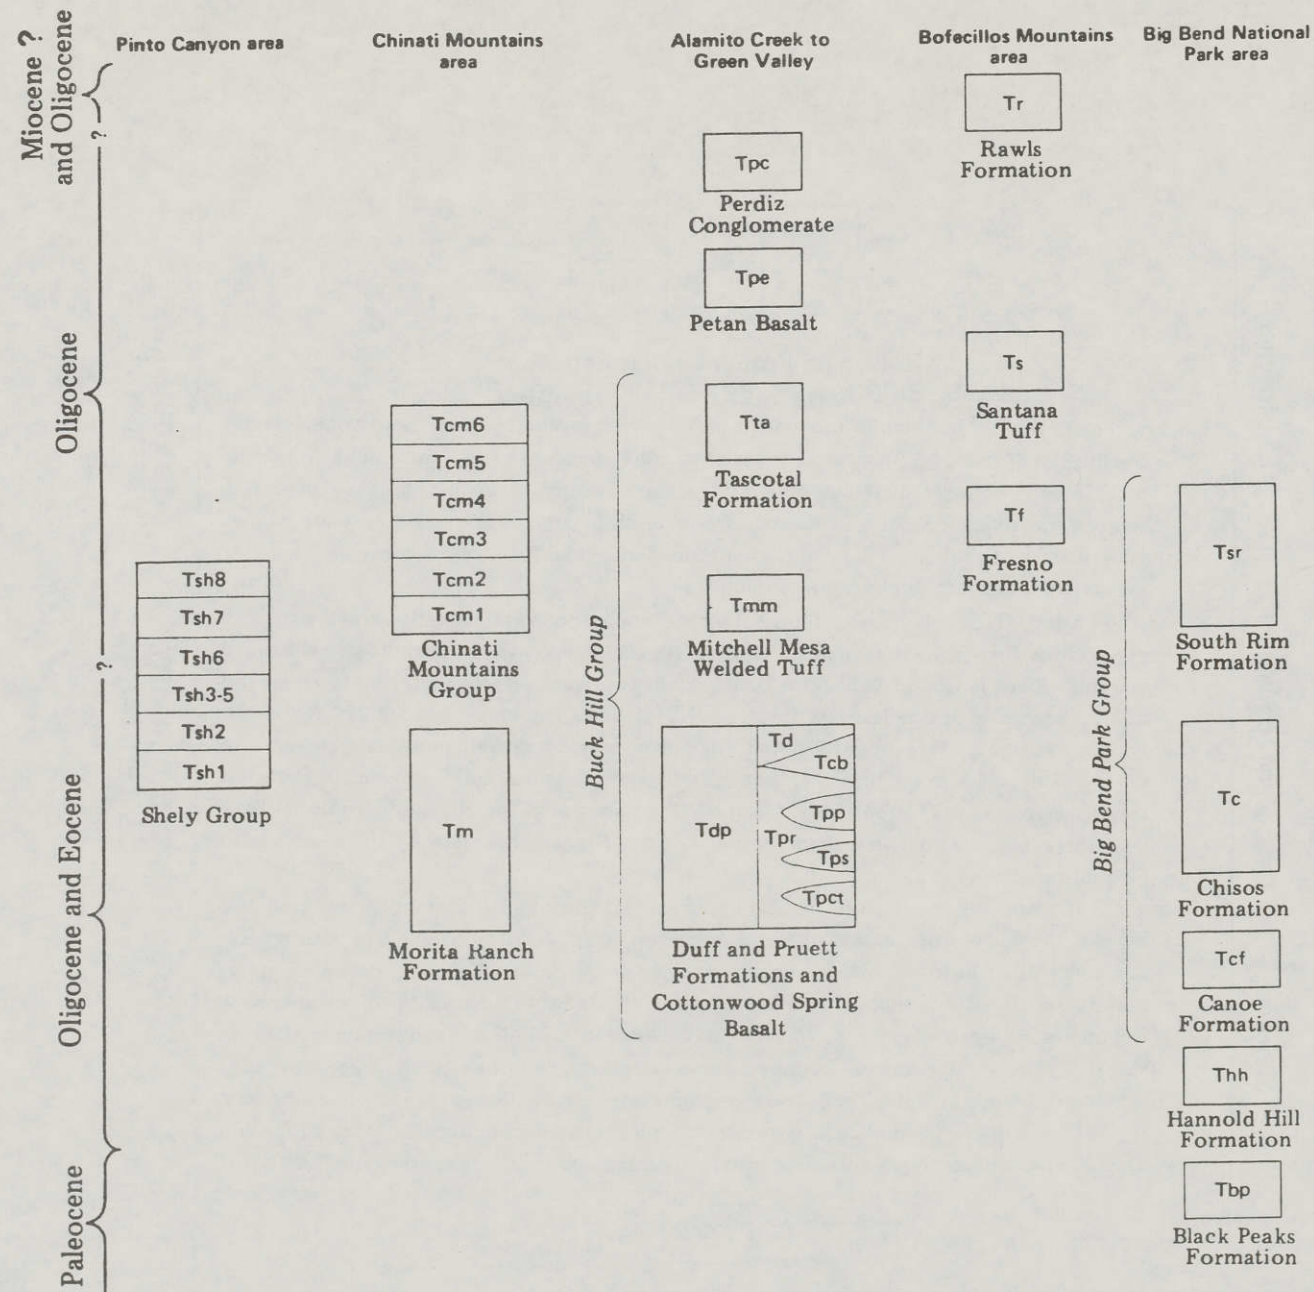 Miocene ?
and Oligocene
?
Oligocene
?
Oligocene and Eocene
Paleocene
Pinto Canyon area
Tsh8
Tsh7
Tsh6
Tsh3-5
Tsh2
Tsh1
Shely Group
Chinati Mountains
area
Tcm6
Tcm5
Tcm4
Tcm3
Tcm2
Tcm1
Chinati
Mountains
Group
Tm
Morita Ranch
Formation
Alamito Creek to
Green Valley
Tpc
Perdiz
Conglomerate
Tpe
Petan Basalt
Buck Hill Group
Tta
Tascotal
Formation
Tmm
Mitchell Mesa
Welded Tuff
Td
Tcb
Tdp
Tpp
Tpr
Tps
Tpct
Duff and Pruett
Formations and
Cottonwood Spring
Basalt
Bofecillos Mountains
area
Tr
Rawls
Formation
Ts
Santana
Tuff
Tf
Fresno
Formation
Big Bend National
Park area
Big Bend Park Group
Tsr
South Rim
Formation
Tc
Chisos
Formation
Tcf
Canoe
Formation
Thh
Hannold Hill
Formation
Tbp
Black Peaks
Formation